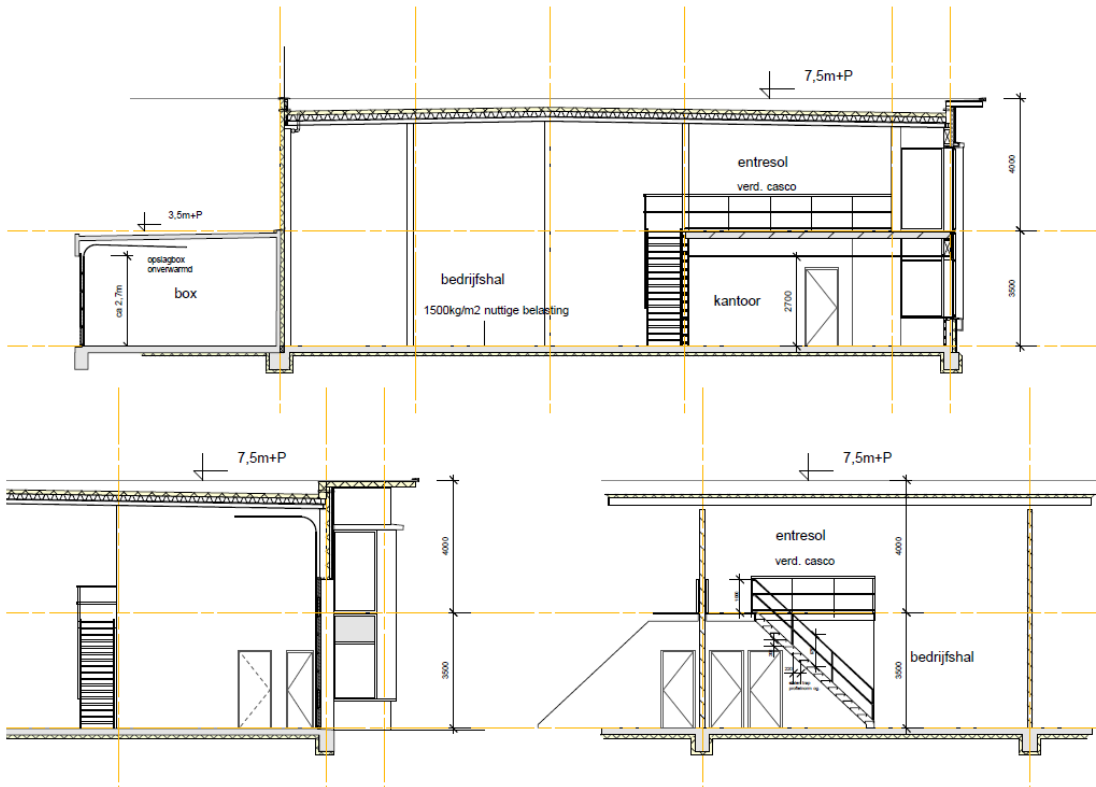 7,5m+P
entresol
verd. casco
4000
3,5m+P
opslagbox
onverwarmd
box
ca 2,7m
bedrijfshal
1500kg/m2 nuttige belasting
kantoor
2700
3500
7,5m+P
4000
3500
7,5m+P
entresol
verd. casco
4000
bedrijfshal
3500